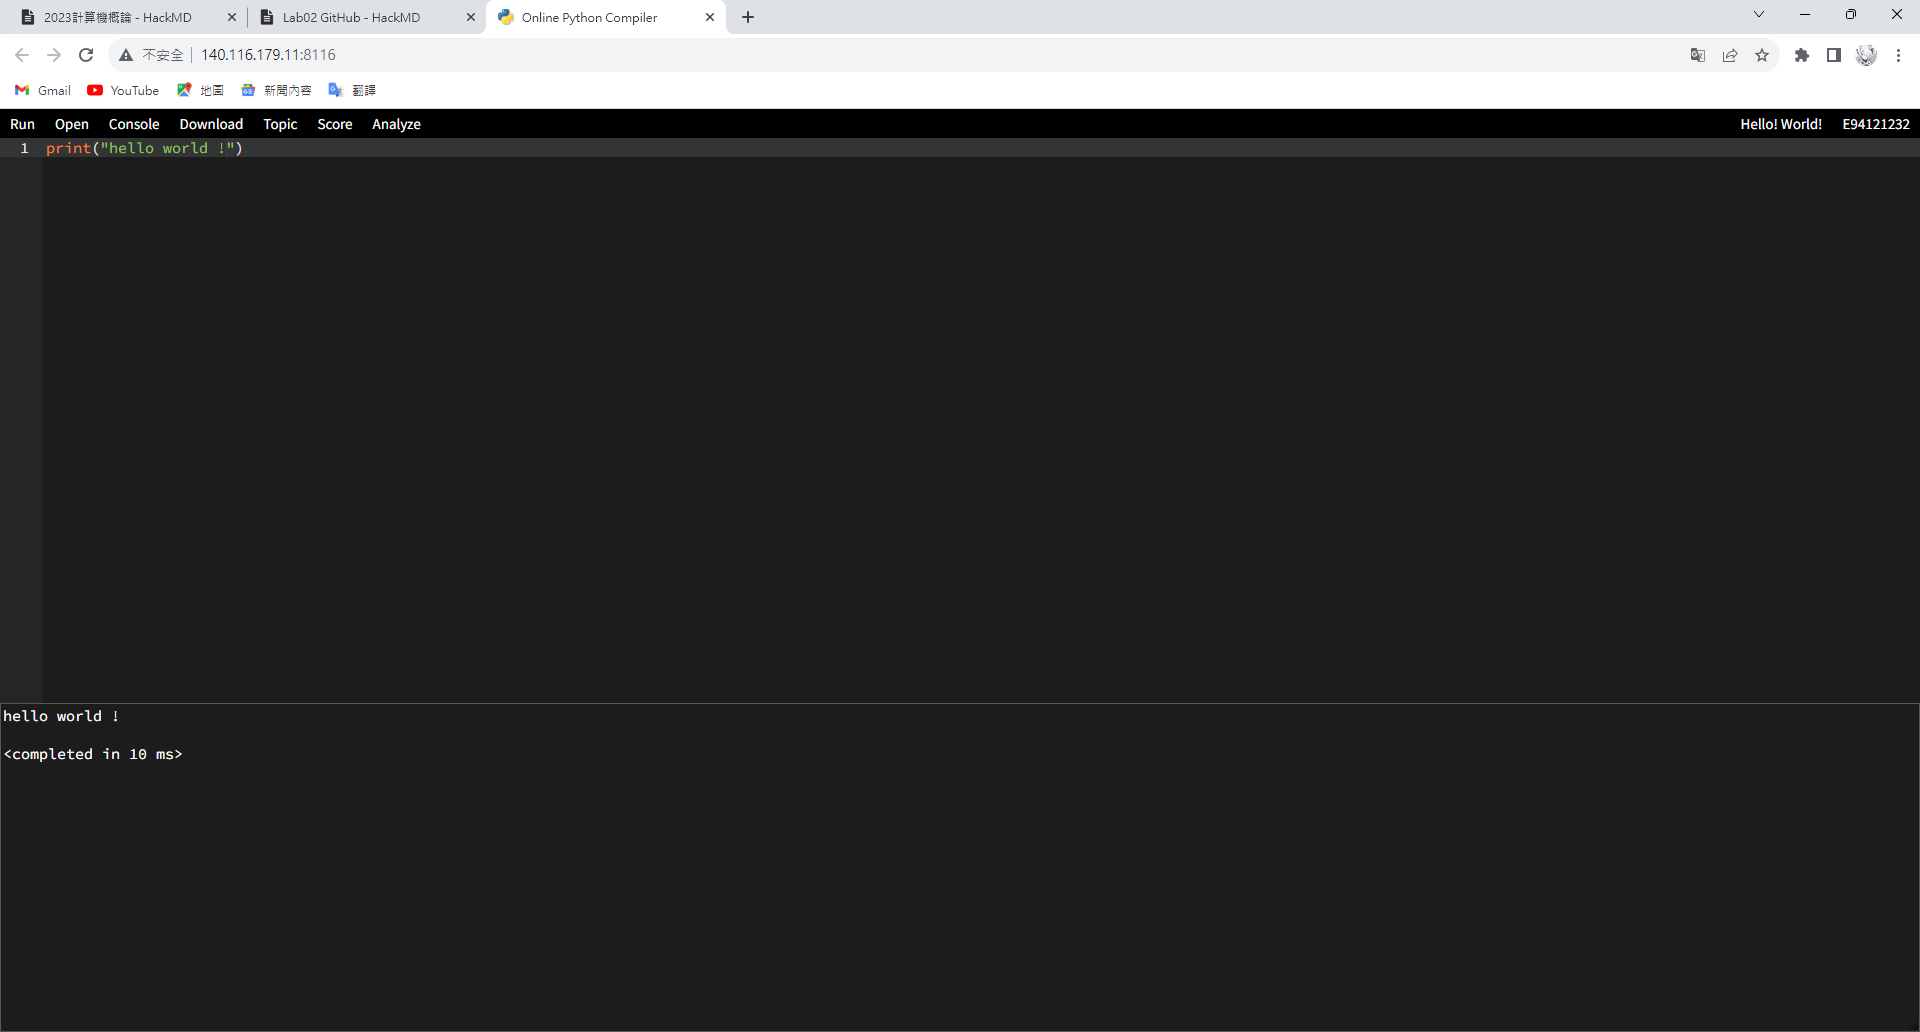 2023計算機概論 - HackMD
Lab02 GitHub - HackMD
Online Python Compiler
不安全
140.116.179.11:8116
Gmail
YouTube
地圖
新聞內容
翻譯
Run Open Console Download Topic Score Analyze
Hello! World! E94121232
1 print("hello world !")
hello world !
<completed in 10 ms>